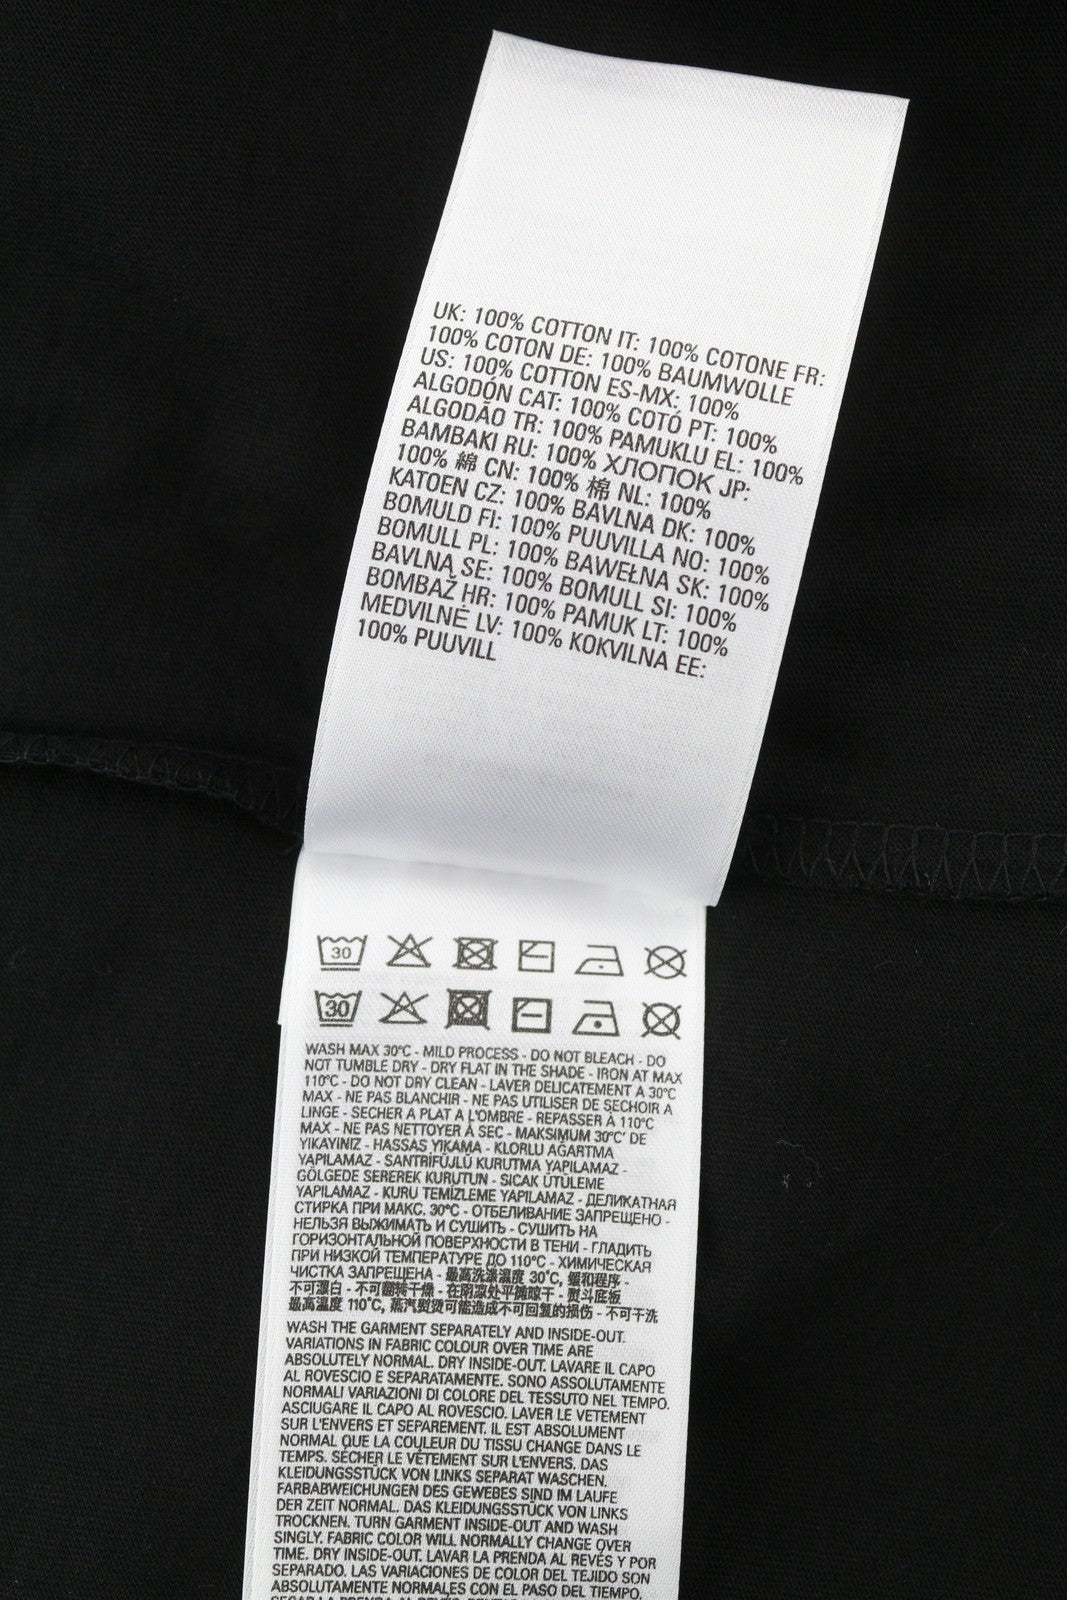 UK: 100% COTTON IT: 100% COTONE FR:
100% COTON DE: 100% BAUMWOLLE
US: 100% COTTON ES-MX: 100%
ALGODÓN CAT: 100% COTÓ PT: 100%
ALGODÃO TR: 100% PAMUKLU EL: 100%
BAMBAKI RU: 100% ХЛОПОК JP:
100% 綿 CN: 100% 棉 NL: 100%
KATOEN CZ: 100% BAVLNA DK: 100%
BOMULD FI: 100% PUUVILLA NO: 100%
BOMULL PL: 100% BAWEŁNA SK: 100%
BAVLNĄ SE: 100% BOMULL SI: 100%
BOMBAŽ HR: 100% PAMUK LT: 100%
MEDVILNĖ LV: 100% KOKVILNA EE:
100% PUUVILL
30
30
WASH MAX 30°C - MILD PROCESS - DO NOT BLEACH - DO
NOT TUMBLE DRY - DRY FLAT IN THE SHADE - IRON AT MAX
110°C - DO NOT DRY CLEAN - LAVER DELICATEMENT A 30°C
MAX - NE PAS BLANCHIR - NE PAS UTILISER DE SECHOIR A
LINGE - SECHER A PLAT A L'OMBRE - REPASSER À 110°C
MAX - NE PAS NETTOYER À SEC - MAKSIMUM 30°C' DE
YIKAYINIZ - HASSAS YIKAMA - KLORLU AĞARTMA
YAPILAMAZ - SANTRİFÜJLÜ KURUTMA YAPILAMAZ -
GÖLGEDE SEREREK KURUTUN - SICAK ÜTÜLEME
YAPILAMAZ - KURU TEMİZLEME YAPILAMAZ - ДЕЛИКАТНАЯ
СТИРКА ПРИ МАКС. 30°C - ОТБЕЛИВАНИЕ ЗАПРЕЩЕНО -
НЕЛЬЗЯ ВЫЖИМАТЬ И СУШИТЬ - СУШИТЬ НА
ГОРИЗОНТАЛЬНОЙ ПОВЕРХНОСТИ В ТЕНИ - ГЛАДИТЬ
ПРИ НИЗКОЙ ТЕМПЕРАТУРЕ ДО 110°C - ХИМИЧЕСКАЯ
ЧИСТКА ЗАПРЕЩЕНА - 最高洗涤温度 30°C, 缓和程序 -
不可漂白 - 不可翻转干燥 - 在阴凉处平摊晾干 - 熨斗底板
最高温度 110°C, 蒸汽熨烫可能造成不可回复的损伤 - 不可干洗
WASH THE GARMENT SEPARATELY AND INSIDE-OUT.
VARIATIONS IN FABRIC COLOUR OVER TIME ARE
ABSOLUTELY NORMAL. DRY INSIDE-OUT. LAVARE IL CAPO
AL ROVESCIO E SEPARATAMENTE. SONO ASSOLUTAMENTE
NORMALI VARIAZIONI DI COLORE DEL TESSUTO NEL TEMPO.
ASCIUGARE IL CAPO AL ROVESCIO. LAVER LE VETEMENT
SUR L'ENVERS ET SEPAREMENT. IL EST ABSOLUMENT
NORMAL QUE LA COULEUR DU TISSU CHANGE DANS LE
TEMPS. SÉCHER LE VÉTEMENT SUR L'ENVERS. DAS
KLEIDUNGSSTÜCK VON LINKS SEPARAT WASCHEN.
FARBABWEICHUNGEN DES GEWEBES SIND IM LAUFE
DER ZEIT NORMAL. DAS KLEIDUNGSSTÜCK VON LINKS
TROCKNEN. TURN GARMENT INSIDE-OUT AND WASH
SINGLY. FABRIC COLOR WILL NORMALLY CHANGE OVER
TIME. DRY INSIDE-OUT. LAVAR LA PRENDA AL REVÉS Y POR
SEPARADO. LAS VARIACIONES DE COLOR DEL TEJIDO SON
ABSOLUTAMENTE NORMALES CON EL PASO DEL TIEMPO.